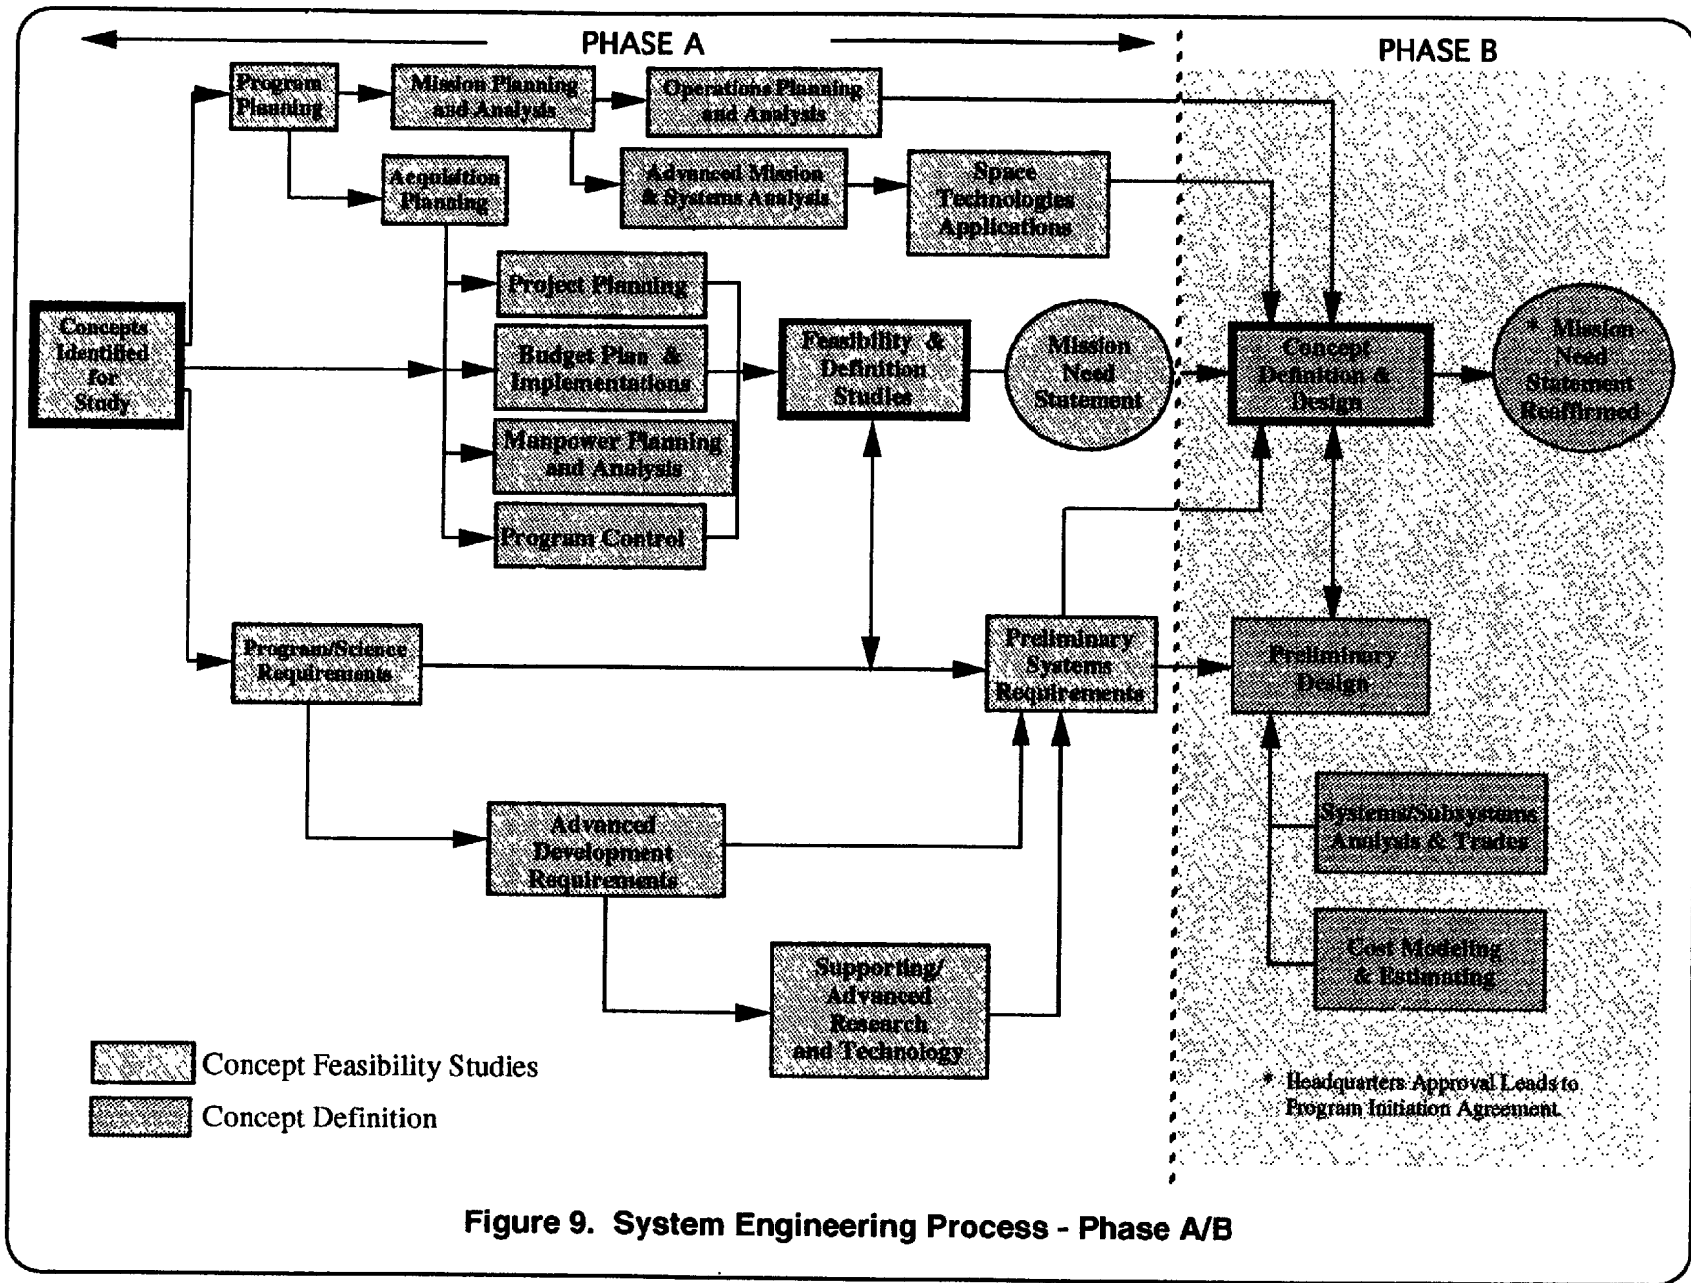 PHASE A
PHASE B
Program
Planning
Mission Planning
and Analysis
Operations Planning
and Analysis
Acquisition
Planning
Advanced Mission
& Systems Analysis
Space
Technologies
Applications
Project Planning
Concepts
Identified
for
Study
Budget Plan &
Implementations
Feasibility &
Definition
Studies
Mission
Need
Statement
Concept
Definition &
Design
* Mission
Need
Statement
Reaffirmed
Manpower Planning
and Analysis
Program Control
Program/Science
Requirements
Preliminary
Systems
Requirements
Preliminary
Design
Advanced
Development
Requirements
Systems/Subsystems
Analysis & Trades
Supporting/
Advanced
Research
and Technology
Cost Modeling
& Estimating
Concept Feasibility Studies
Concept Definition
* Headquarters Approval Leads to
Program Initiation Agreement.
Figure 9. System Engineering Process - Phase A/B